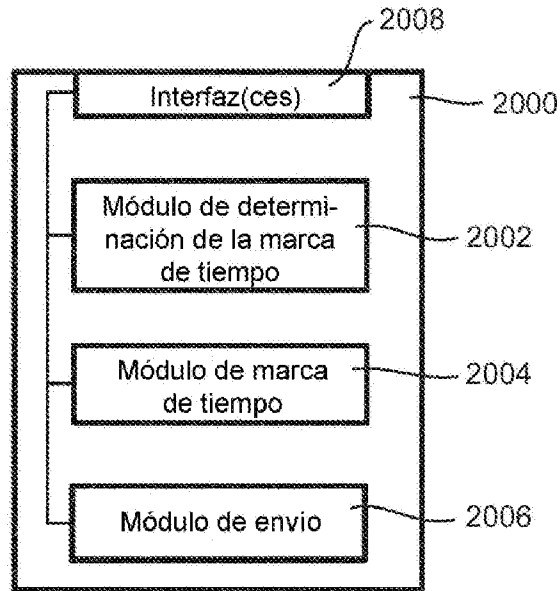 2008
Interfaz(ces)
2000
Módulo de determi-
nación de la marca
de tiempo
2002
Módulo de marca
de tiempo
2004
Módulo de envio
2006